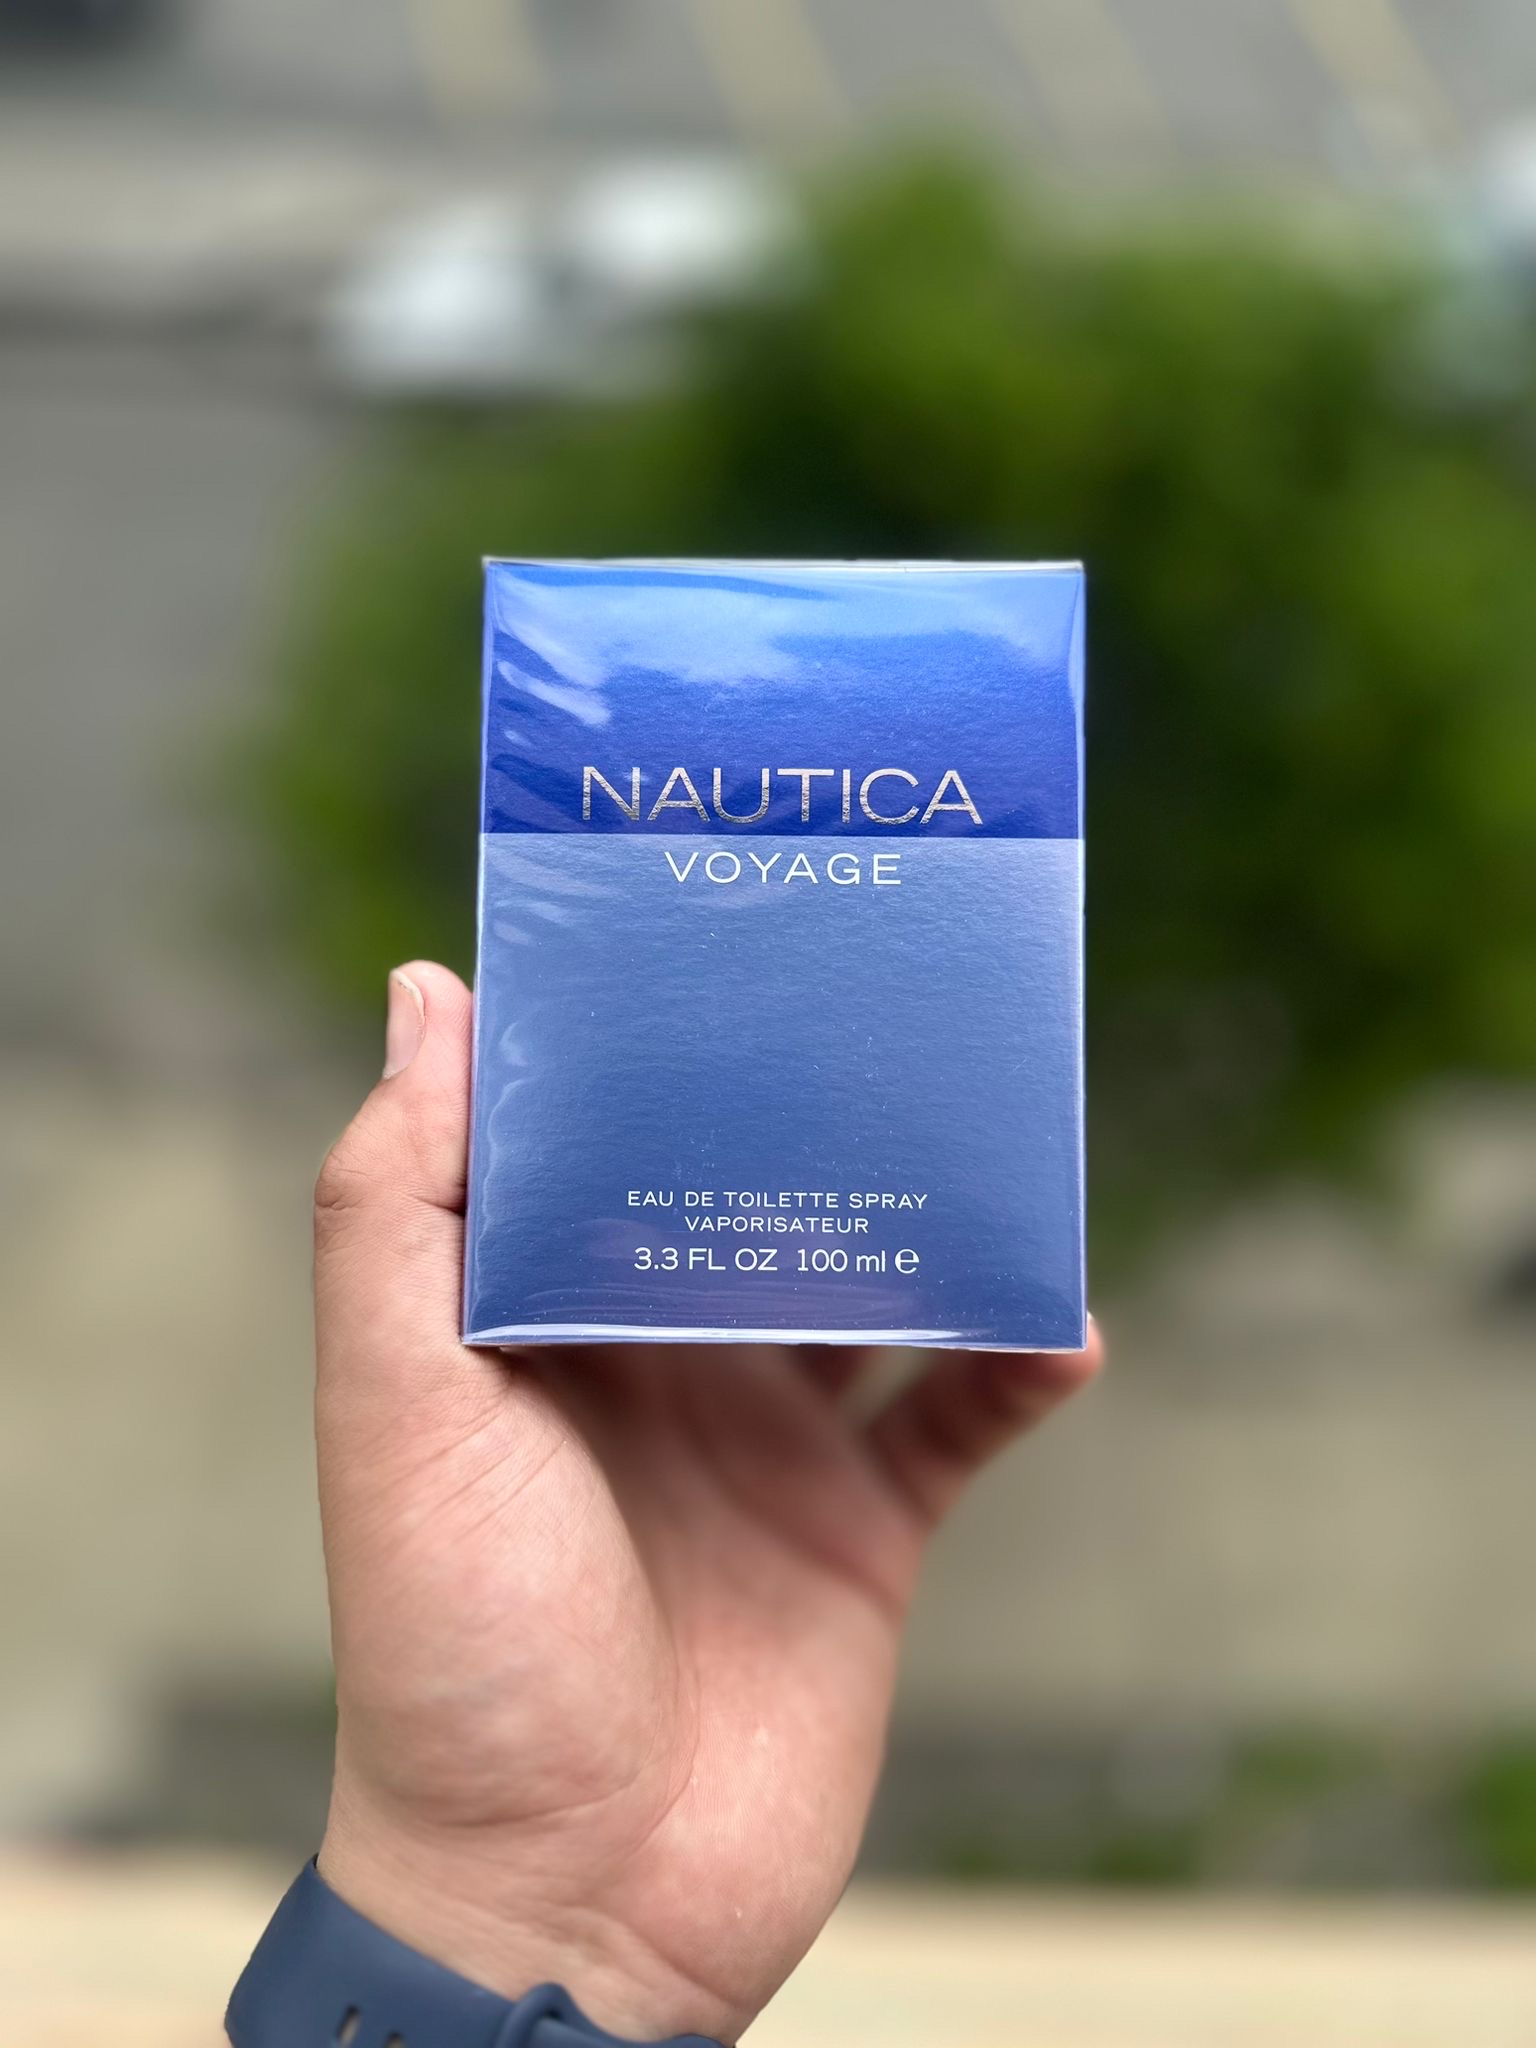 NAUTICA
VOYAGE
EAU DE TOILETTE SPRAY
VAPORISATEUR
3.3 FL OZ 100 ml ℮